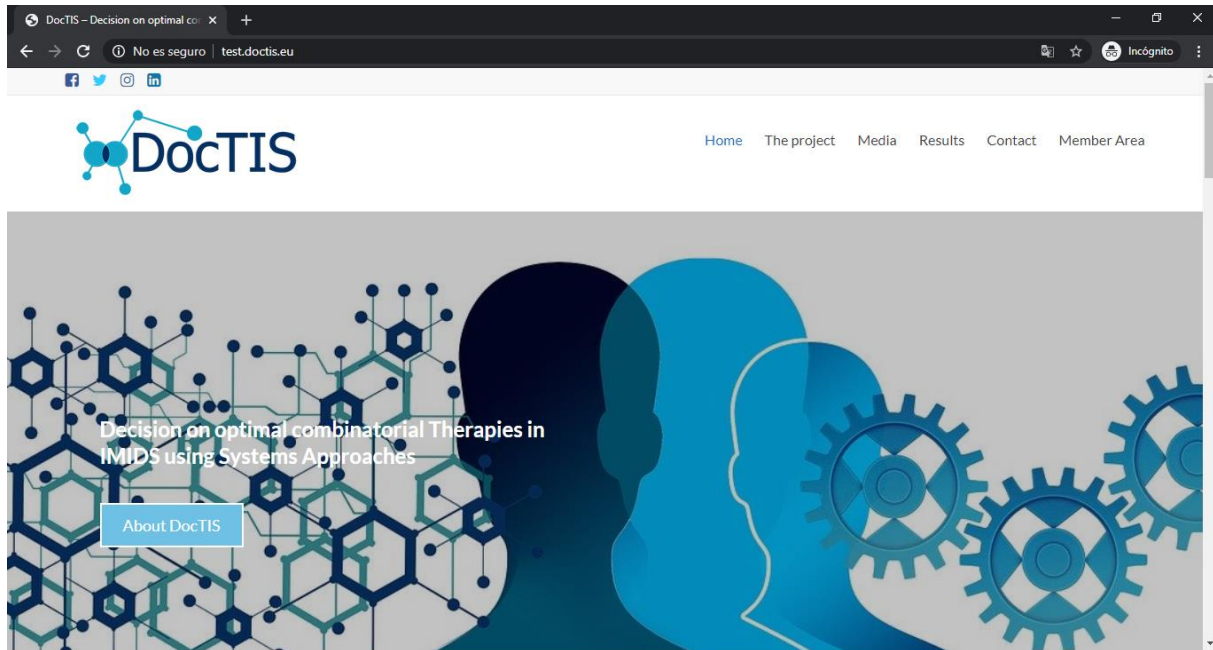 DocTIS – Decision on optimal cor
No es seguro | test.doctis.eu
Incógnito
DocTIS
Home The project Media Results Contact Member Area
Decision on optimal combinatorial Therapies in
IMIDS using Systems Approaches
About DocTIS